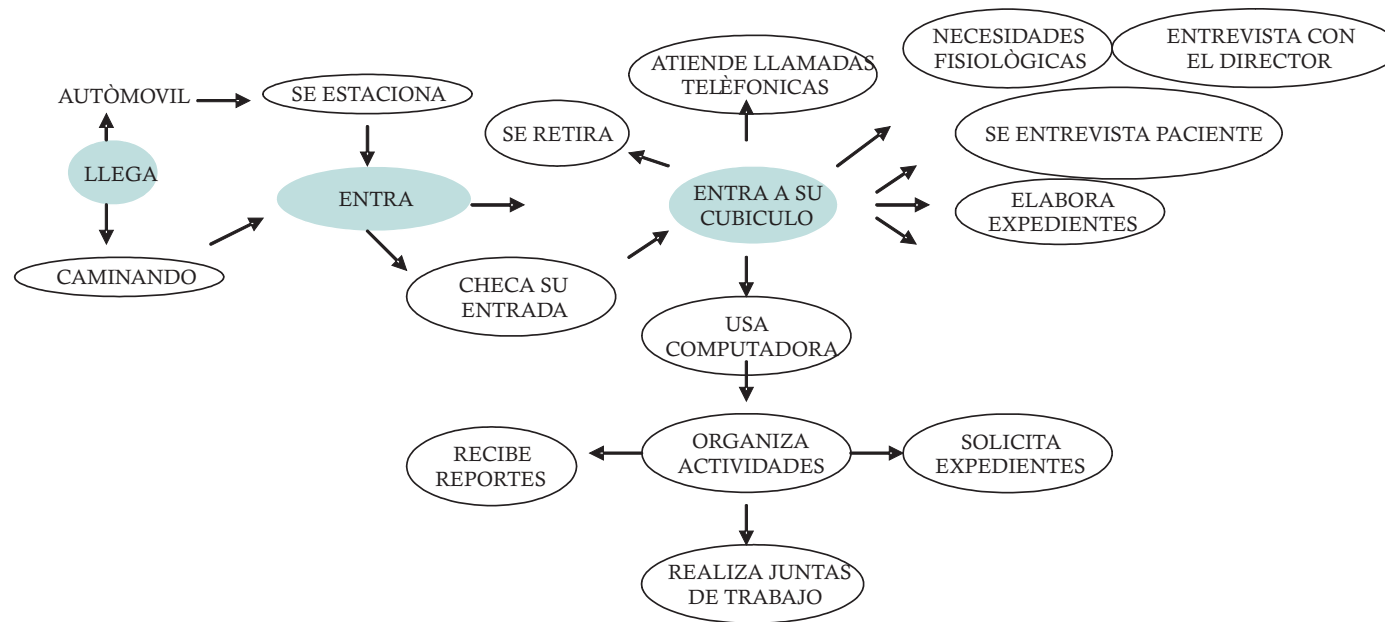 NECESIDADES
FISIOLÒGICAS
ENTREVISTA CON
EL DIRECTOR
ATIENDE LLAMADAS
TELÈFONICAS
AUTÒMOVIL
SE ESTACIONA
SE RETIRA
SE ENTREVISTA PACIENTE
LLEGA
ENTRA
ENTRA A SU
CUBICULO
ELABORA
EXPEDIENTES
CAMINANDO
CHECA SU
ENTRADA
USA
COMPUTADORA
RECIBE
REPORTES
ORGANIZA
ACTIVIDADES
SOLICITA
EXPEDIENTES
REALIZA JUNTAS
DE TRABAJO